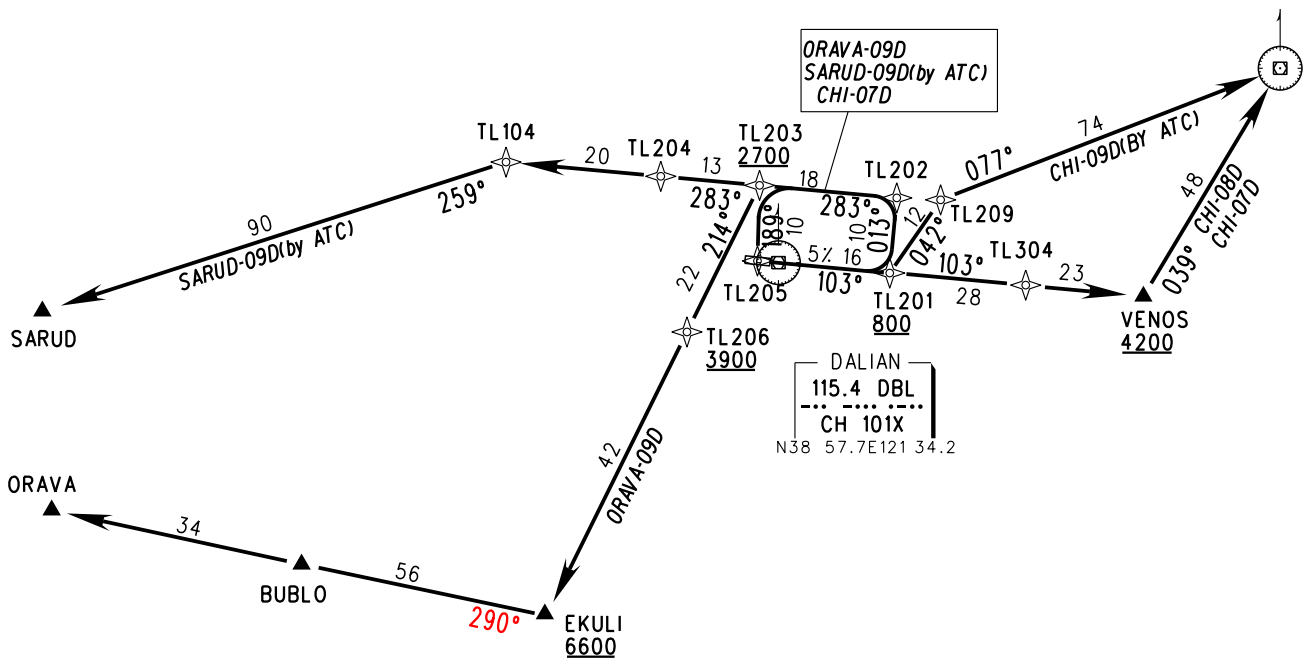 ORAVA-09D
SARUD-09D(by ATC)
CHI-07D
TL104
20
TL204
13
283°
TL203
2700
18
283°
TL202
077°
74
CHI-09D(BY ATC)
259°
90
SARUD-09D(by ATC)
SARUD
189°
10
10
013°
12
042°
TL209
48
CHI-08D
CHI-07D
039°
214°
22
TL205
5% 16
103°
TL201
800
103°
28
TL304
23
VENOS
4200
TL206
3900
DALIAN
115.4 DBL
-·· -··· ·-··
CH 101X
N38 57.7E121 34.2
42
ORAVA-09D
ORAVA
34
BUBLO
56
290°
EKULI
6600